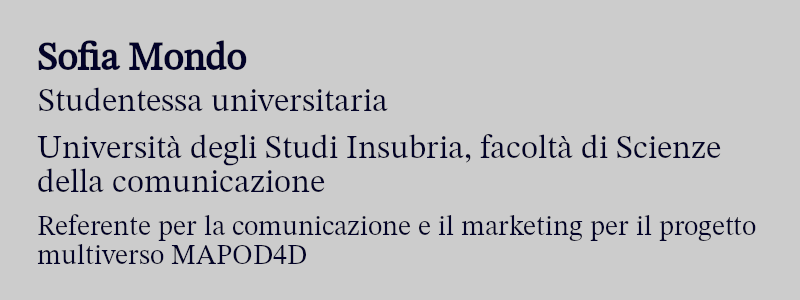 Sofia Mondo
Studentessa universitaria
Università degli Studi Insubria, facoltà di Scienze
della comunicazione
Referente per la comunicazione e il marketing per il progetto
multiverso MAPOD4D